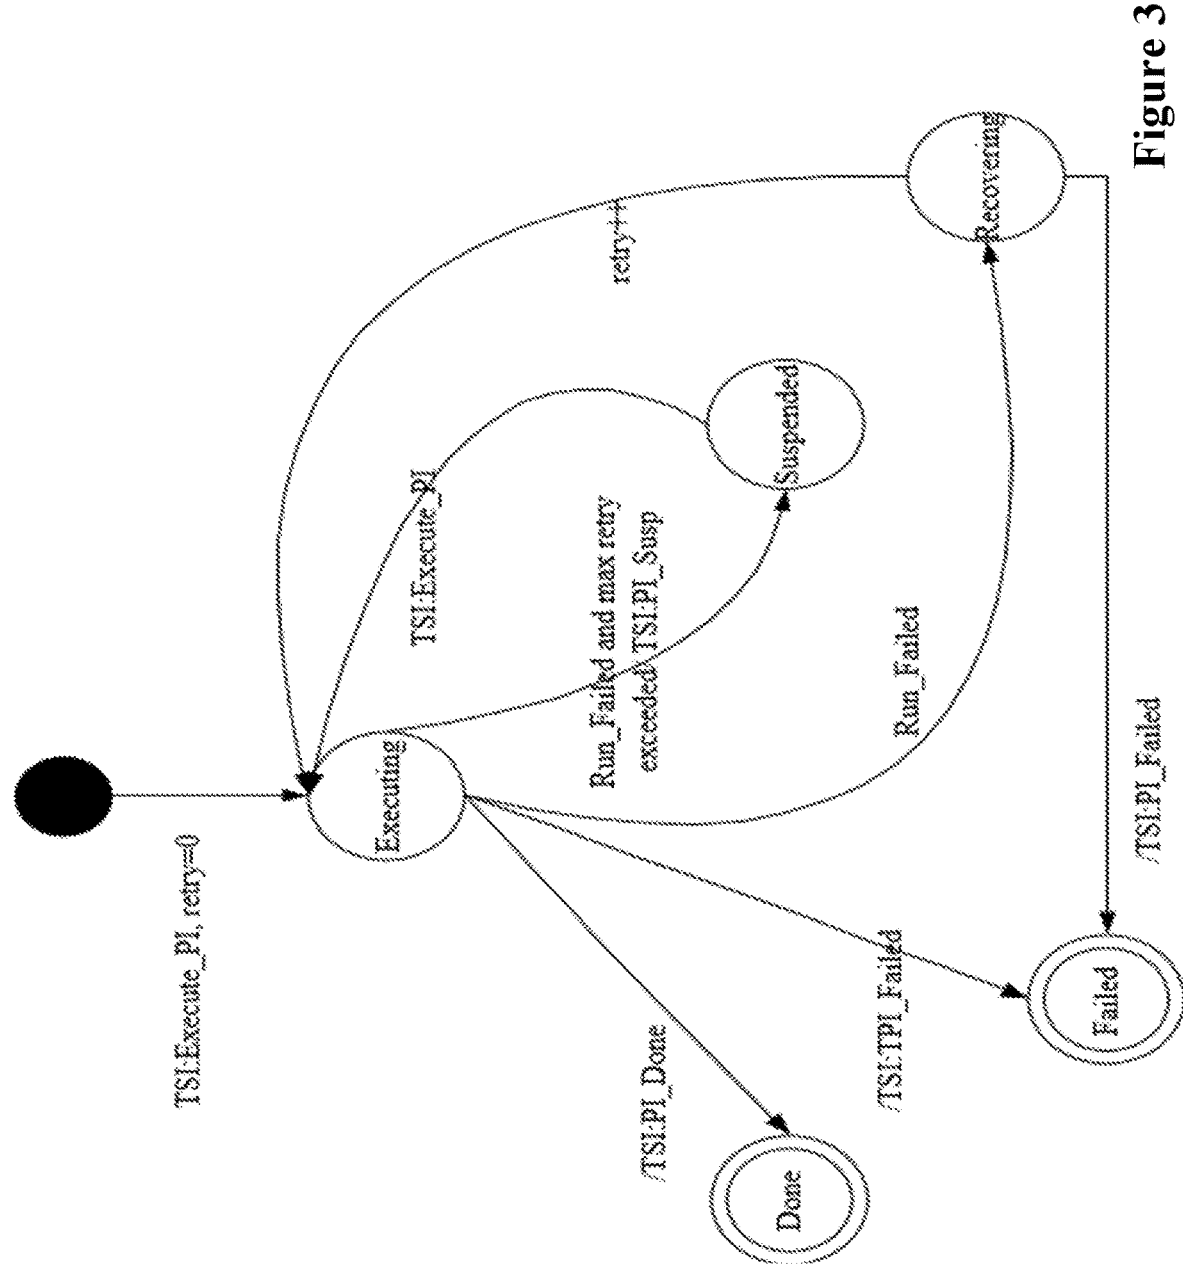 TSI:Execute_PI, retry=0
Executing
TSI:Execute_PI
retry++
Run_Failed and max retry
exceeded/TSI:PI_Susp
Suspended
Recovering
Run_Failed
/TSI:PI_Done
/TSI:TPI_Failed
/TSI:PI_Failed
Done
Failed
Figure 3